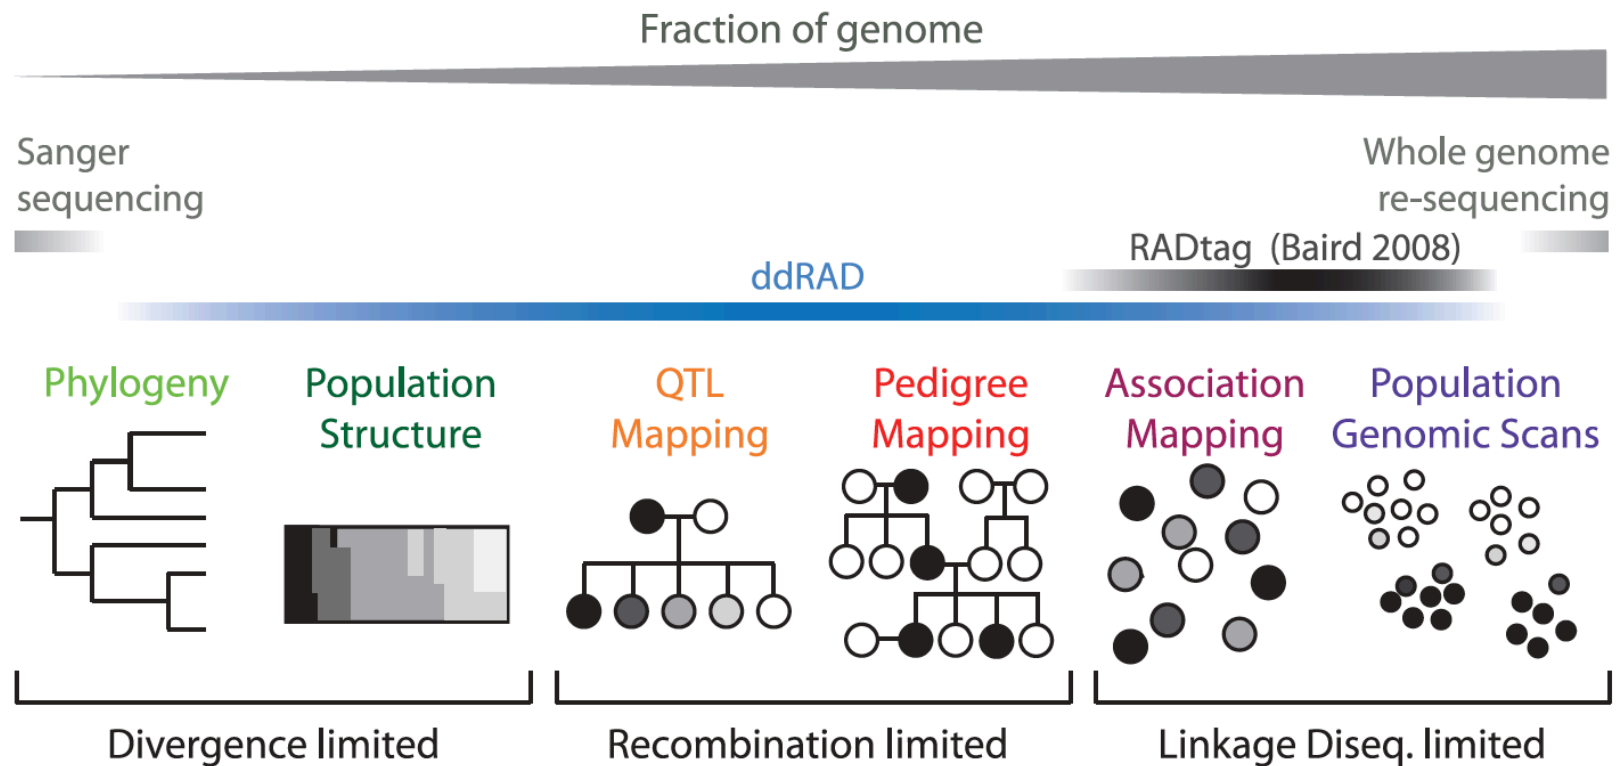 Fraction of genome
Sanger
sequencing
Whole genome
re-sequencing
RADtag (Baird 2008)
ddRAD
Phylogeny
Population
Structure
QTL
Mapping
Pedigree
Mapping
Association
Mapping
Population
Genomic Scans
Divergence limited
Recombination limited
Linkage Diseq. limited